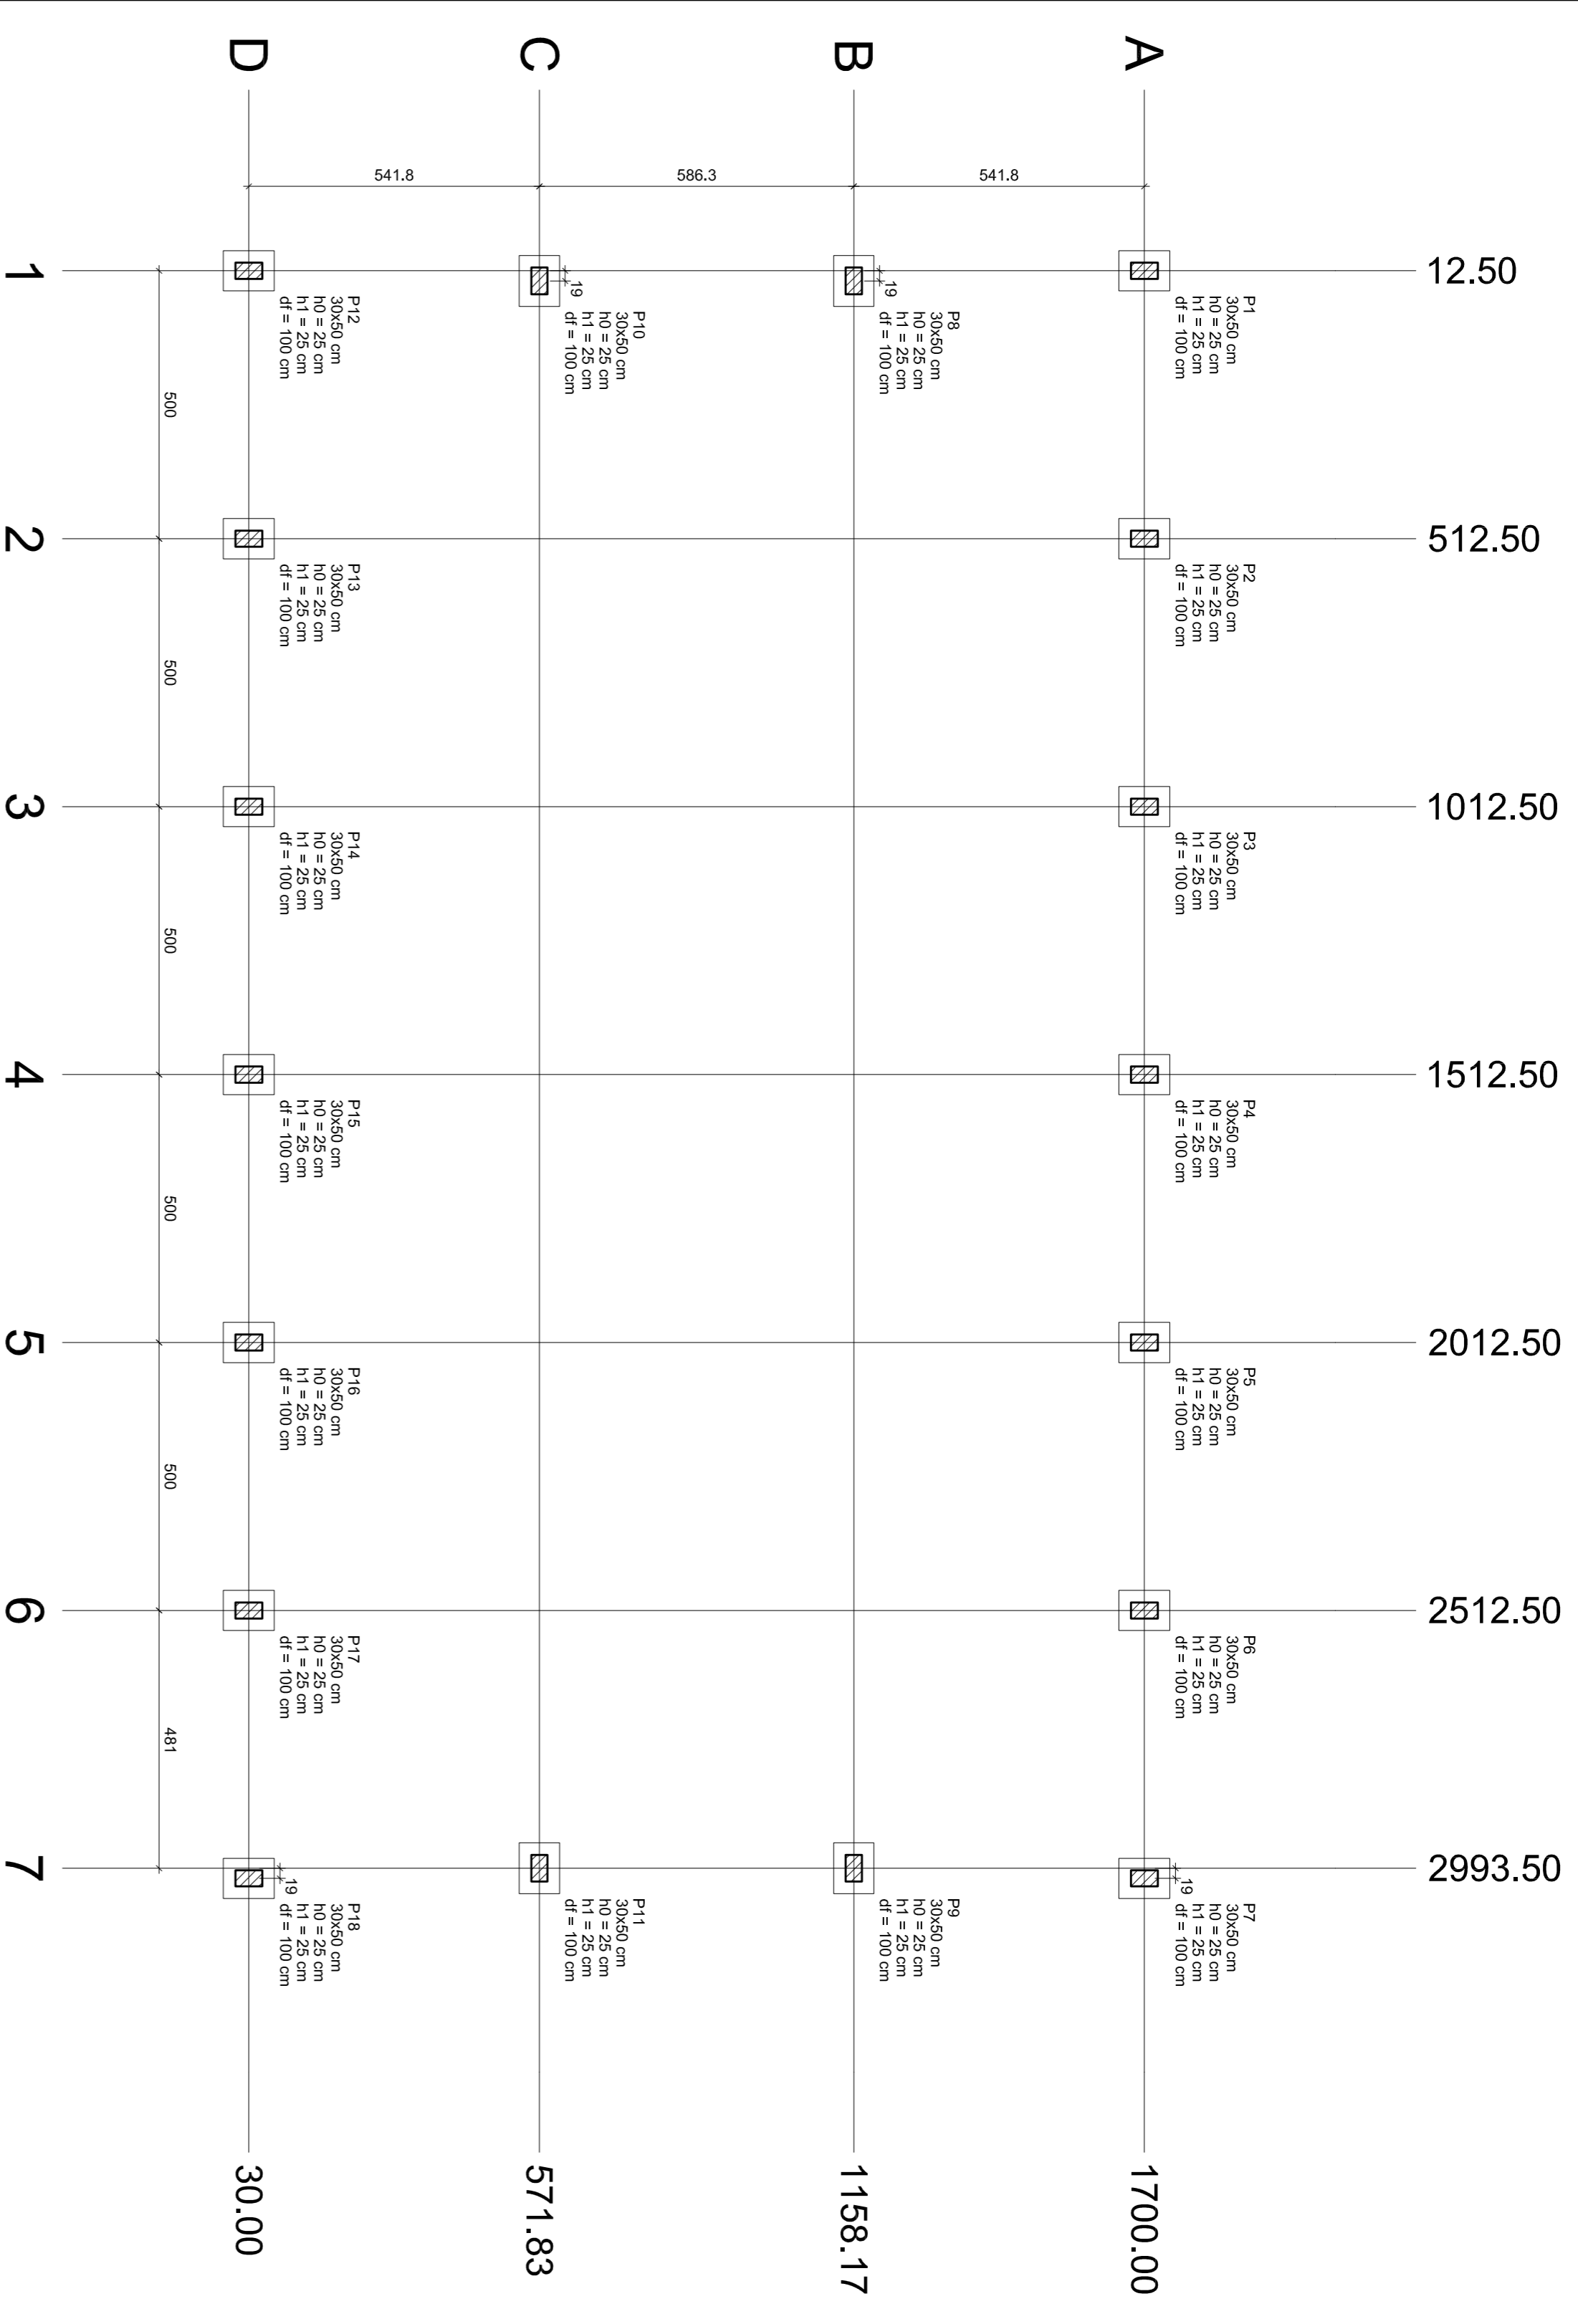 A
B
C
D
1
2
3
4
5
6
7
12.50
512.50
1012.50
1512.50
2012.50
2512.50
2993.50
1700.00
1158.17
571.83
30.00
541.8
586.3
541.8
500
500
500
500
500
481
P1
30x50 cm
h0 = 25 cm
h1 = 25 cm
df = 100 cm
P2
30x50 cm
h0 = 25 cm
h1 = 25 cm
df = 100 cm
P3
30x50 cm
h0 = 25 cm
h1 = 25 cm
df = 100 cm
P4
30x50 cm
h0 = 25 cm
h1 = 25 cm
df = 100 cm
P5
30x50 cm
h0 = 25 cm
h1 = 25 cm
df = 100 cm
P6
30x50 cm
h0 = 25 cm
h1 = 25 cm
df = 100 cm
P7
30x50 cm
h0 = 25 cm
h1 = 25 cm
df = 100 cm
19
P8
30x50 cm
h0 = 25 cm
h1 = 25 cm
df = 100 cm
19
P9
30x50 cm
h0 = 25 cm
h1 = 25 cm
df = 100 cm
P10
30x50 cm
h0 = 25 cm
h1 = 25 cm
df = 100 cm
19
P11
30x50 cm
h0 = 25 cm
h1 = 25 cm
df = 100 cm
P12
30x50 cm
h0 = 25 cm
h1 = 25 cm
df = 100 cm
P13
30x50 cm
h0 = 25 cm
h1 = 25 cm
df = 100 cm
P14
30x50 cm
h0 = 25 cm
h1 = 25 cm
df = 100 cm
P15
30x50 cm
h0 = 25 cm
h1 = 25 cm
df = 100 cm
P16
30x50 cm
h0 = 25 cm
h1 = 25 cm
df = 100 cm
P17
30x50 cm
h0 = 25 cm
h1 = 25 cm
df = 100 cm
P18
30x50 cm
h0 = 25 cm
h1 = 25 cm
df = 100 cm
19